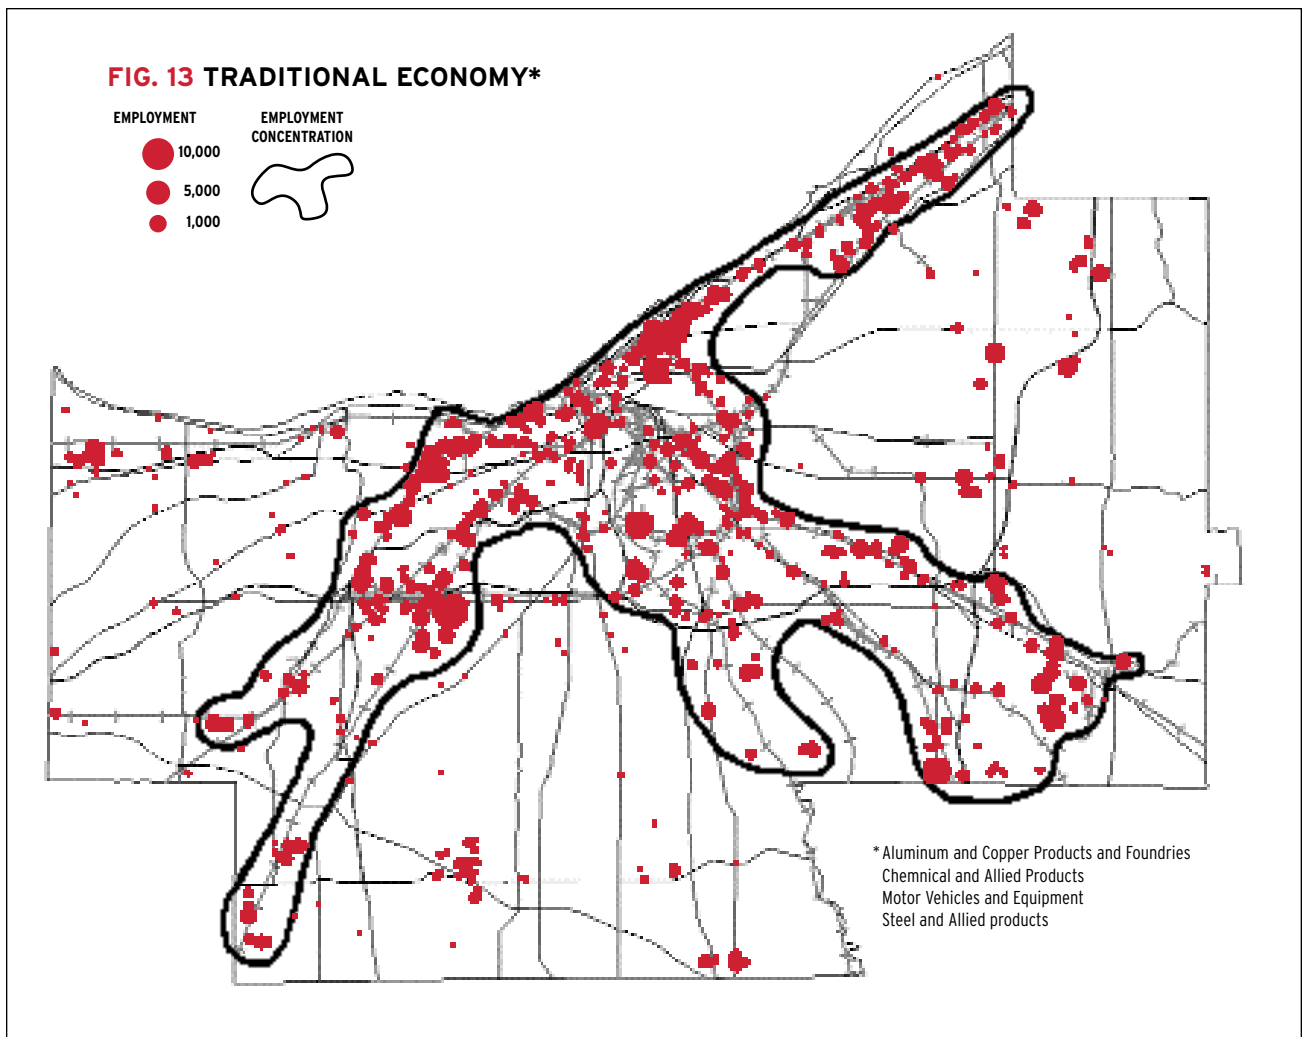 FIG. 13 TRADITIONAL ECONOMY*
EMPLOYMENT
10,000
5,000
1,000
EMPLOYMENT
CONCENTRATION
* Aluminum and Copper Products and Foundries
Chemnical and Allied Products
Motor Vehicles and Equipment
Steel and Allied products